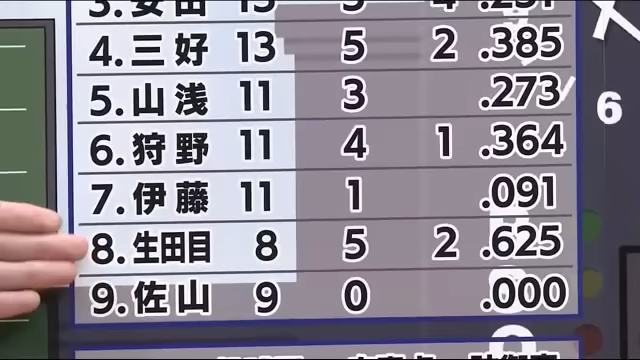 4.三好 13 5 2 .385
5.山浅 11 3 .273
6.狩野 11 4 1 .364
6
7.伊藤 11 1 .091
8.生田目 8 5 2 .625
9.佐山 9 0 .000